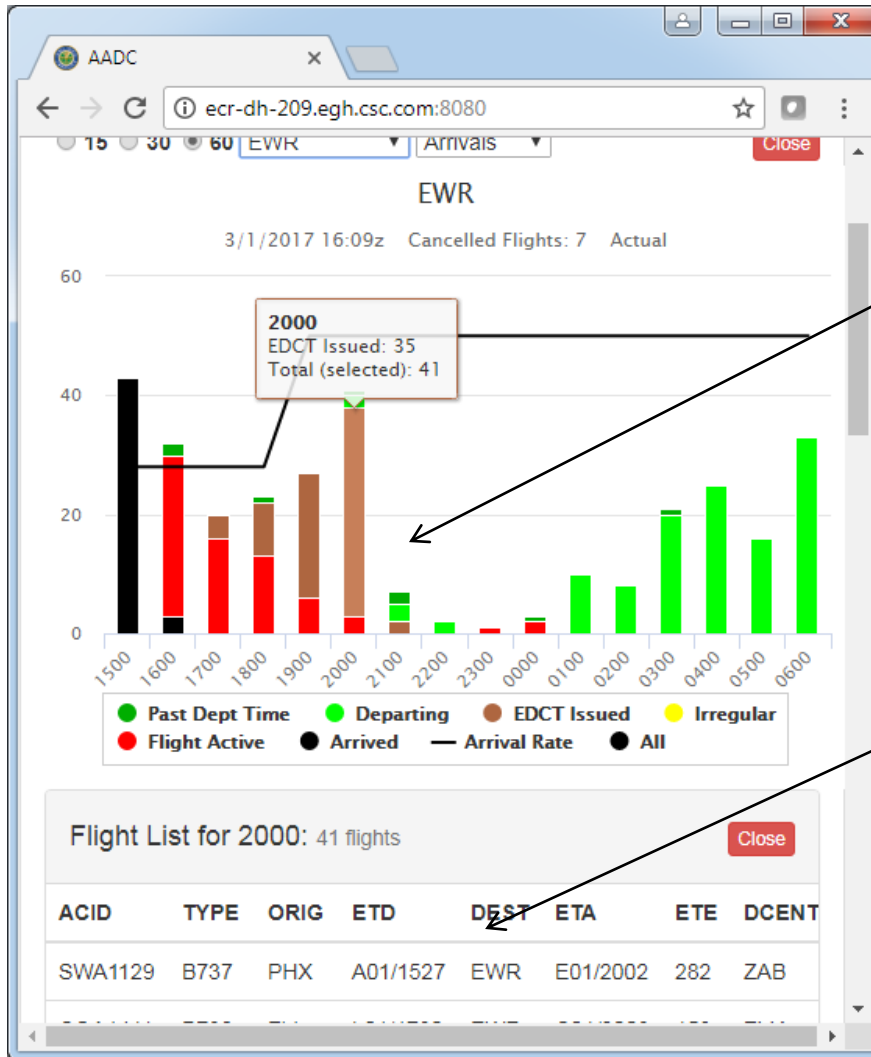 AADC
ecr-dh-209.egh.csc.com:8080
15 30 60 EWR Arrivals Close
EWR
3/1/2017 16:09z Cancelled Flights: 7 Actual
60
40
20
0
2000
EDCT Issued: 35
Total (selected): 41
1500 1600 1700 1800 1900 2000 2100 2200 2300 0000 0100 0200 0300 0400 0500 0600
Past Dept Time Departing EDCT Issued Irregular
Flight Active Arrived Arrival Rate All
Flight List for 2000: 41 flights Close
ACID TYPE ORIG ETD DEST ETA ETE DCENT
SWA1129 B737 PHX A01/1527 EWR E01/2002 282 ZAB